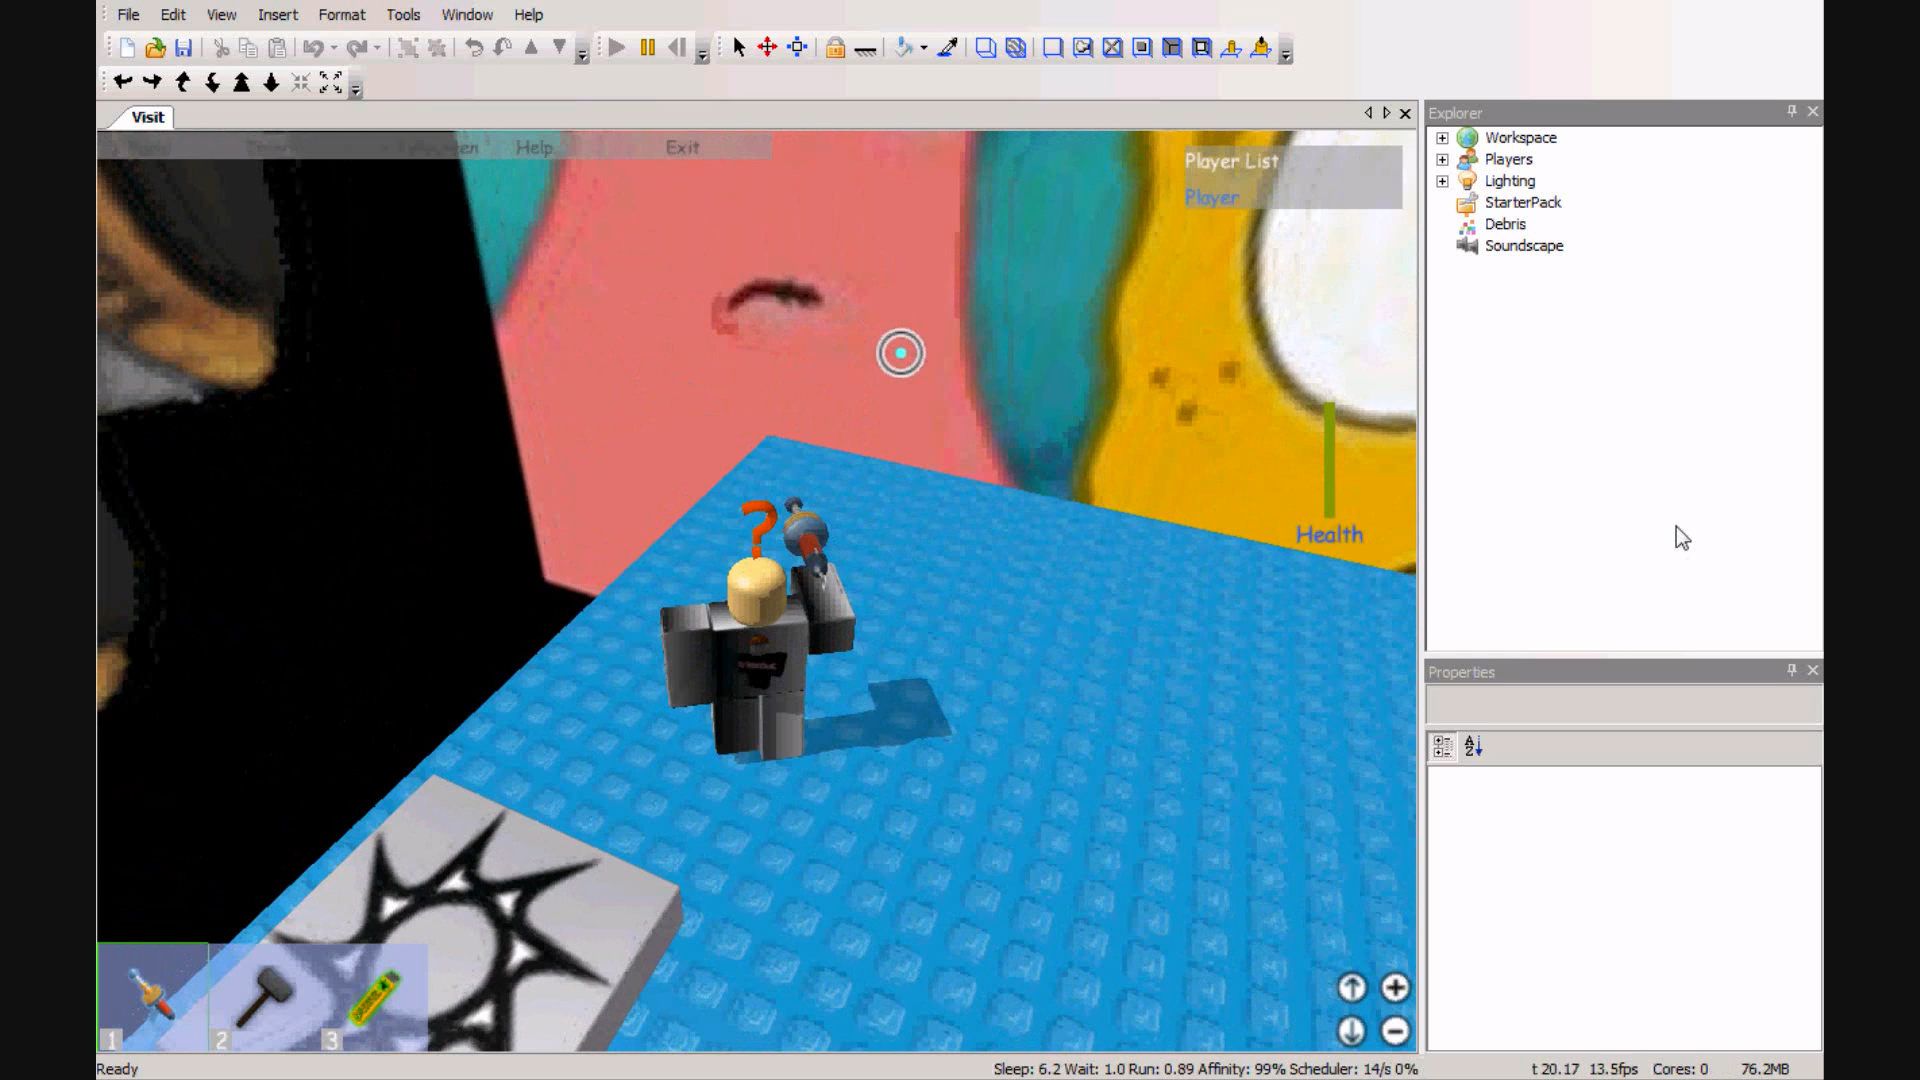 File Edit View Insert Format Tools Window Help
Visit
Help Exit
Player List
Player
Health
1 2 3
Explorer
Workspace
Players
Lighting
StarterPack
Debris
Soundscape
Properties
Ready
Sleep: 6.2 Wait: 1.0 Run: 0.89 Affinity: 99% Scheduler: 14/s 0%
t 20.17 13.5fps Cores: 0 76.2MB